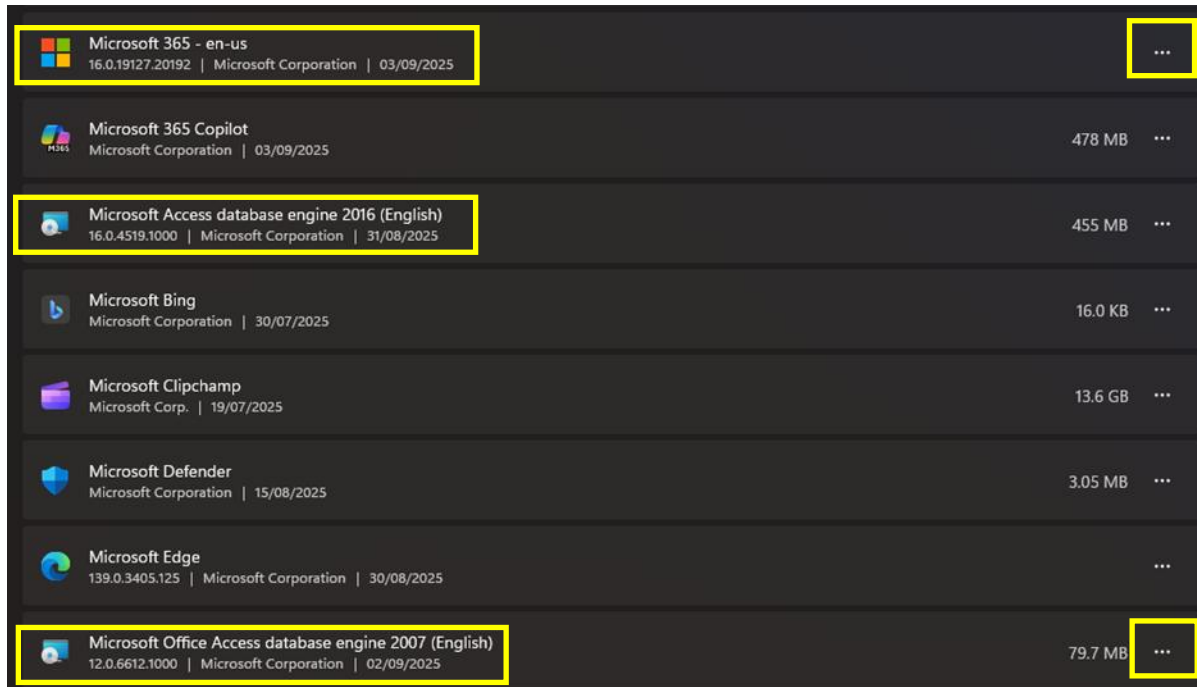 Microsoft 365 - en-us
16.0.19127.20192 | Microsoft Corporation | 03/09/2025
Microsoft 365 Copilot
M365
Microsoft Corporation | 03/09/2025
478 MB
Microsoft Access database engine 2016 (English)
16.0.4519.1000 | Microsoft Corporation | 31/08/2025
455 MB
Microsoft Bing
Microsoft Corporation | 30/07/2025
16.0 KB
Microsoft Clipchamp
Microsoft Corp. | 19/07/2025
13.6 GB
Microsoft Defender
Microsoft Corporation | 15/08/2025
3.05 MB
Microsoft Edge
139.0.3405.125 | Microsoft Corporation | 30/08/2025
Microsoft Office Access database engine 2007 (English)
12.0.6612.1000 | Microsoft Corporation | 02/09/2025
79.7 MB